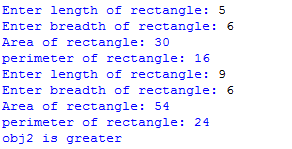 Enter length of rectangle: 5
Enter breadth of rectangle: 6
Area of rectangle: 30
perimeter of rectangle: 16
Enter length of rectangle: 9
Enter breadth of rectangle: 6
Area of rectangle: 54
perimeter of rectangle: 24
obj2 is greater